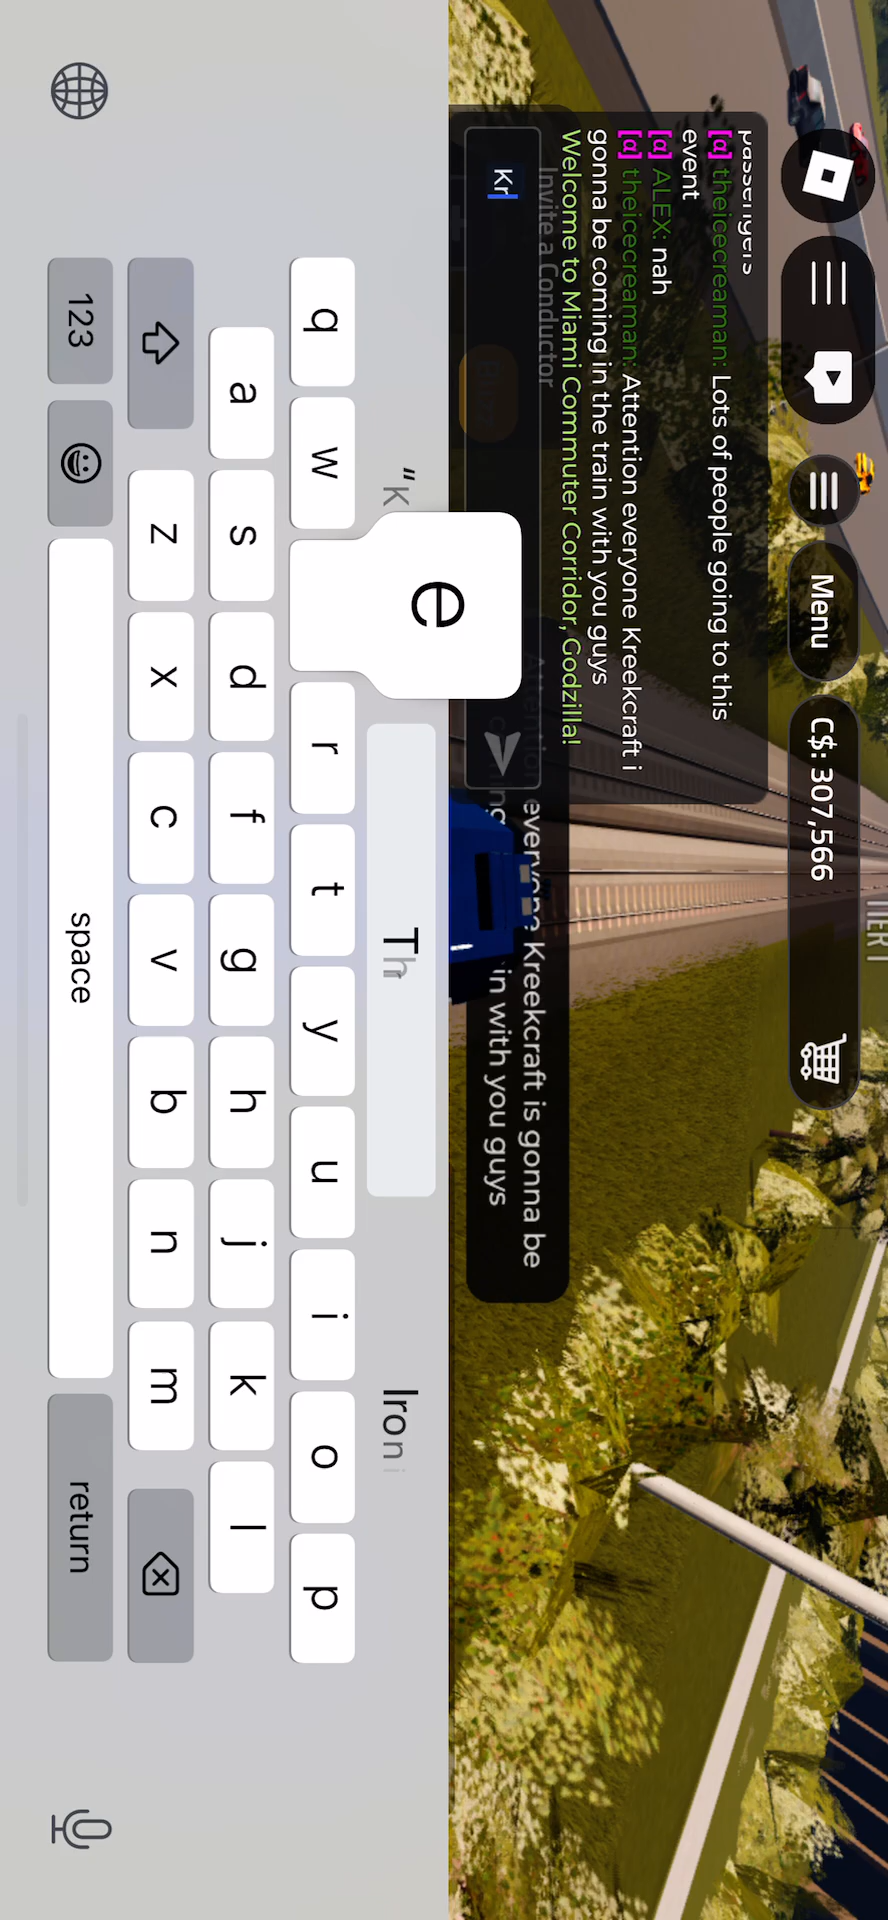 Menu
C$: 307,566
passengers
[α] theicecreaman: Lots of people going to this
event
[α] ALEX: nah
[α] theicecreaman: Attention everyone Kreekcraft i
gonna be coming in the train with you guys
Welcome to Miami Commuter Corridor, Godzilla!
Invite a Conductor
Kr
everyone Kreekcraft is gonna be
in with you guys
"K
Th
Iron
q w e r t y u i o p
a s d f g h j k l
z x c v b n m
123 space return